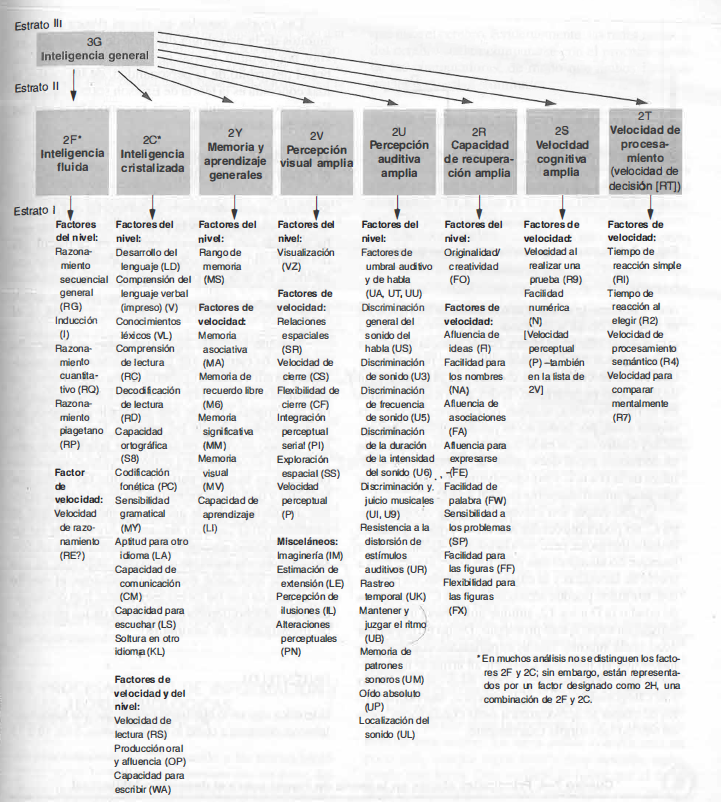 Estrato III
3G
Inteligencia general
Estrato II
2F*
Inteligencia
fluida
2C*
Inteligencia
cristalizada
2Y
Memoria y
aprendizaje
generales
2V
Percepción
visual amplia
2U
Percepción
auditiva
amplia
2R
Capacidad
de recupera-
ción amplia
2S
Velocidad
cognitiva
amplia
2T
Velocidad de
procesa-
miento
(velocidad de
decisión [RT])
Estrato I
Factores
del nivel:
Razona-
miento
secuencial
general
(RG)
Inducción
(I)
Razona-
miento
cuantita-
tivo (RQ)
Razona-
miento
piagetano
(RP)
Factor
de
velocidad:
Velocidad
de razo-
namiento
(RE?)
Factores del
nivel:
Desarrollo del
lenguaje (LD)
Comprensión del
lenguaje verbal
(impreso) (V)
Conocimientos
léxicos (VL)
Comprensión
de lectura
(RC)
Decodificación
de lectura
(RD)
Capacidad
ortográfica
(S8)
Codificación
fonética (PC)
Sensibilidad
gramatical
(MY)
Aptitud para otro
idioma (LA)
Capacidad de
comunicación
(CM)
Capacidad para
escuchar (LS)
Soltura en otro
idioma (KL)
Factores de
velocidad y del
nivel:
Velocidad de
lectura (RS)
Producción oral
y afluencia (OP)
Capacidad para
escribir (WA)
Factores del
nivel:
Rango de
memoria
(MS)
Factores de
velocidad:
Memoria
asociativa
(MA)
Memoria de
recuerdo libre
(M6)
Memoria
significativa
(MM)
Memoria
visual
(MV)
Capacidad de
aprendizaje
(LI)
Factores del
nivel:
Visualización
(VZ)
Factores de
velocidad:
Relaciones
espaciales
(SR)
Velocidad de
cierre (CS)
Flexibilidad de
cierre (CF)
Integración
perceptual
serial (PI)
Exploración
espacial (SS)
Velocidad
perceptual
(P)
Misceláneos:
Imaginería (IM)
Estimación de
extensión (LE)
Percepción de
ilusiones (IL)
Alteraciones
perceptuales
(PN)
Factores del
nivel:
Factores de
umbral auditivo
y de habla
(UA, UT, UU)
Discriminación
general del
sonido del
habla (US)
Discriminación
de sonido (U3)
Discriminación
de frecuencia
de sonido (U5)
Discriminación
de la duración
de la intensidad
del sonido (U6)
Discriminación y
juicio musicales
(UI, U9)
Resistencia a la
distorsión de
estímulos
auditivos (UR)
Rastreo
temporal (UK)
Mantener y
juzgar el ritmo
(UB)
Memoria de
patrones
sonoros (UM)
Oído absoluto
(UP)
Localización del
sonido (UL)
Factores del
nivel:
Originalidad/
creatividad
(FO)
Factores de
velocidad:
Afluencia de
ideas (FI)
Facilidad para
los nombres
(NA)
Afluencia de
asociaciones
(FA)
Afluencia para
expresarse
(FE)
Facilidad de
palabra (FW)
Sensibilidad a
los problemas
(SP)
Facilidad para
las figuras (FF)
Flexibilidad para
las figuras
(FX)
Factores de
velocidad:
Velocidad al
realizar una
prueba (R9)
Facilidad
numérica
(N)
[Velocidad
perceptual
(P) –también
en la lista de
2V]
Factores de
velocidad:
Tiempo de
reacción simple
(RI)
Tiempo de
reacción al
elegir (R2)
Velocidad de
procesamiento
semántico (R4)
Velocidad para
comparar
mentalmente
(R7)
*En muchos análisis no se distinguen los facto-
res 2F y 2C; sin embargo, están representa-
dos por un factor designado como 2H, una
combinación de 2F y 2C.